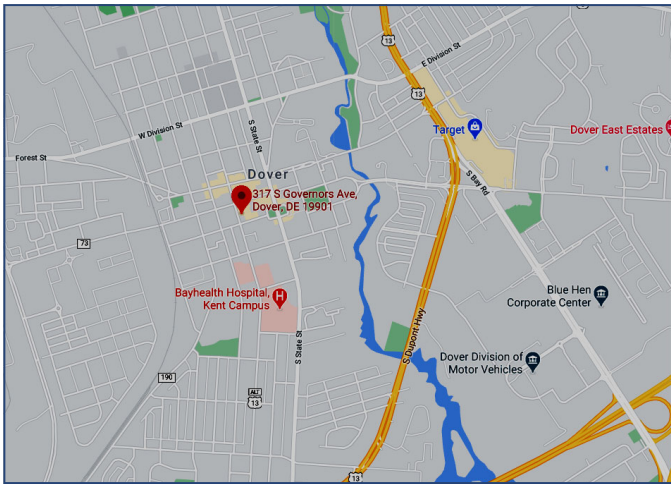 13
E Division St
13
Target
Dover East Estates
W Division St
S State St
Forest St
Dover
317 S Governors Ave,
Dover, DE 19901
S Bay Rd
73
Bayhealth Hospital,
Kent Campus
H
Blue Hen
Corporate Center
S Dupont Hwy
S State St
Dover Division of
Motor Vehicles
190
ALT
13
13